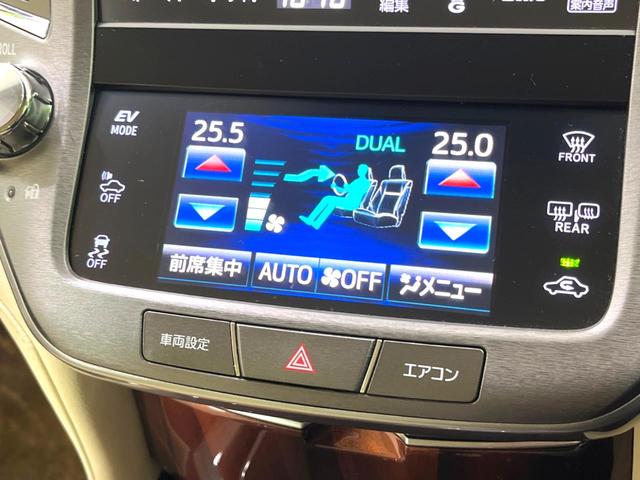 編集
G
案内音声
EV
MODE
25.5
DUAL
25.0
FRONT
OFF
REAR
OFF
前席集中
AUTO
OFF
メニュー
車両設定
エアコン